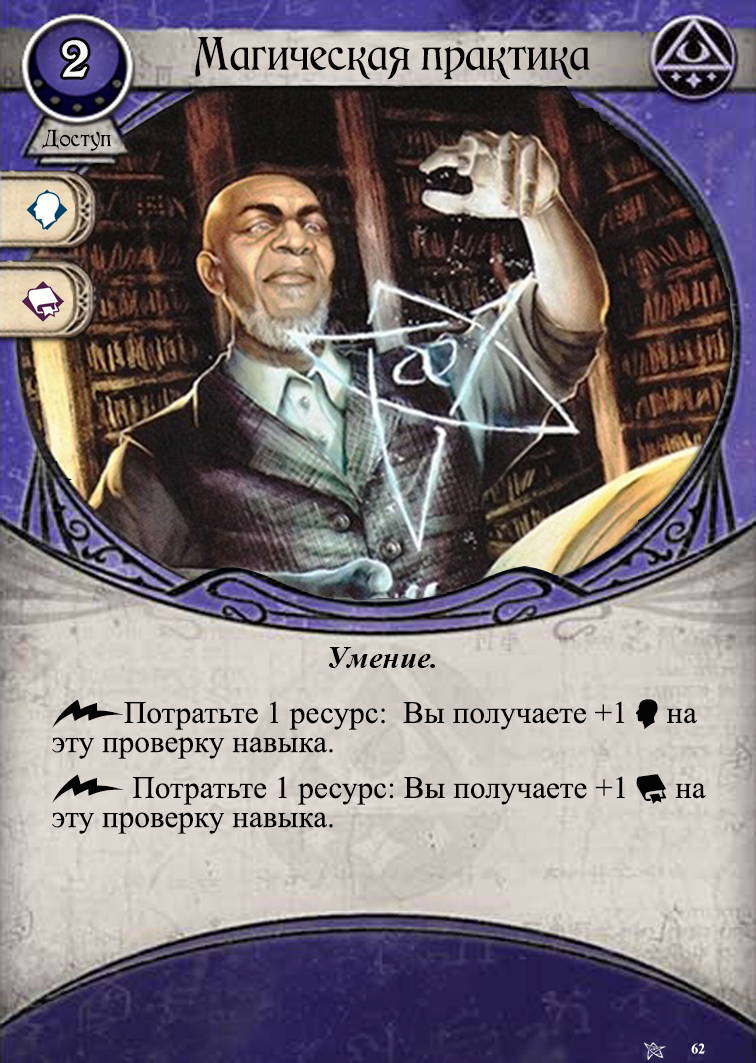 2
Магическая практика
Доступ
Умение.
Потратьте 1 ресурс: Вы получаете +1 на
эту проверку навыка.
Потратьте 1 ресурс: Вы получаете +1 на
эту проверку навыка.
62